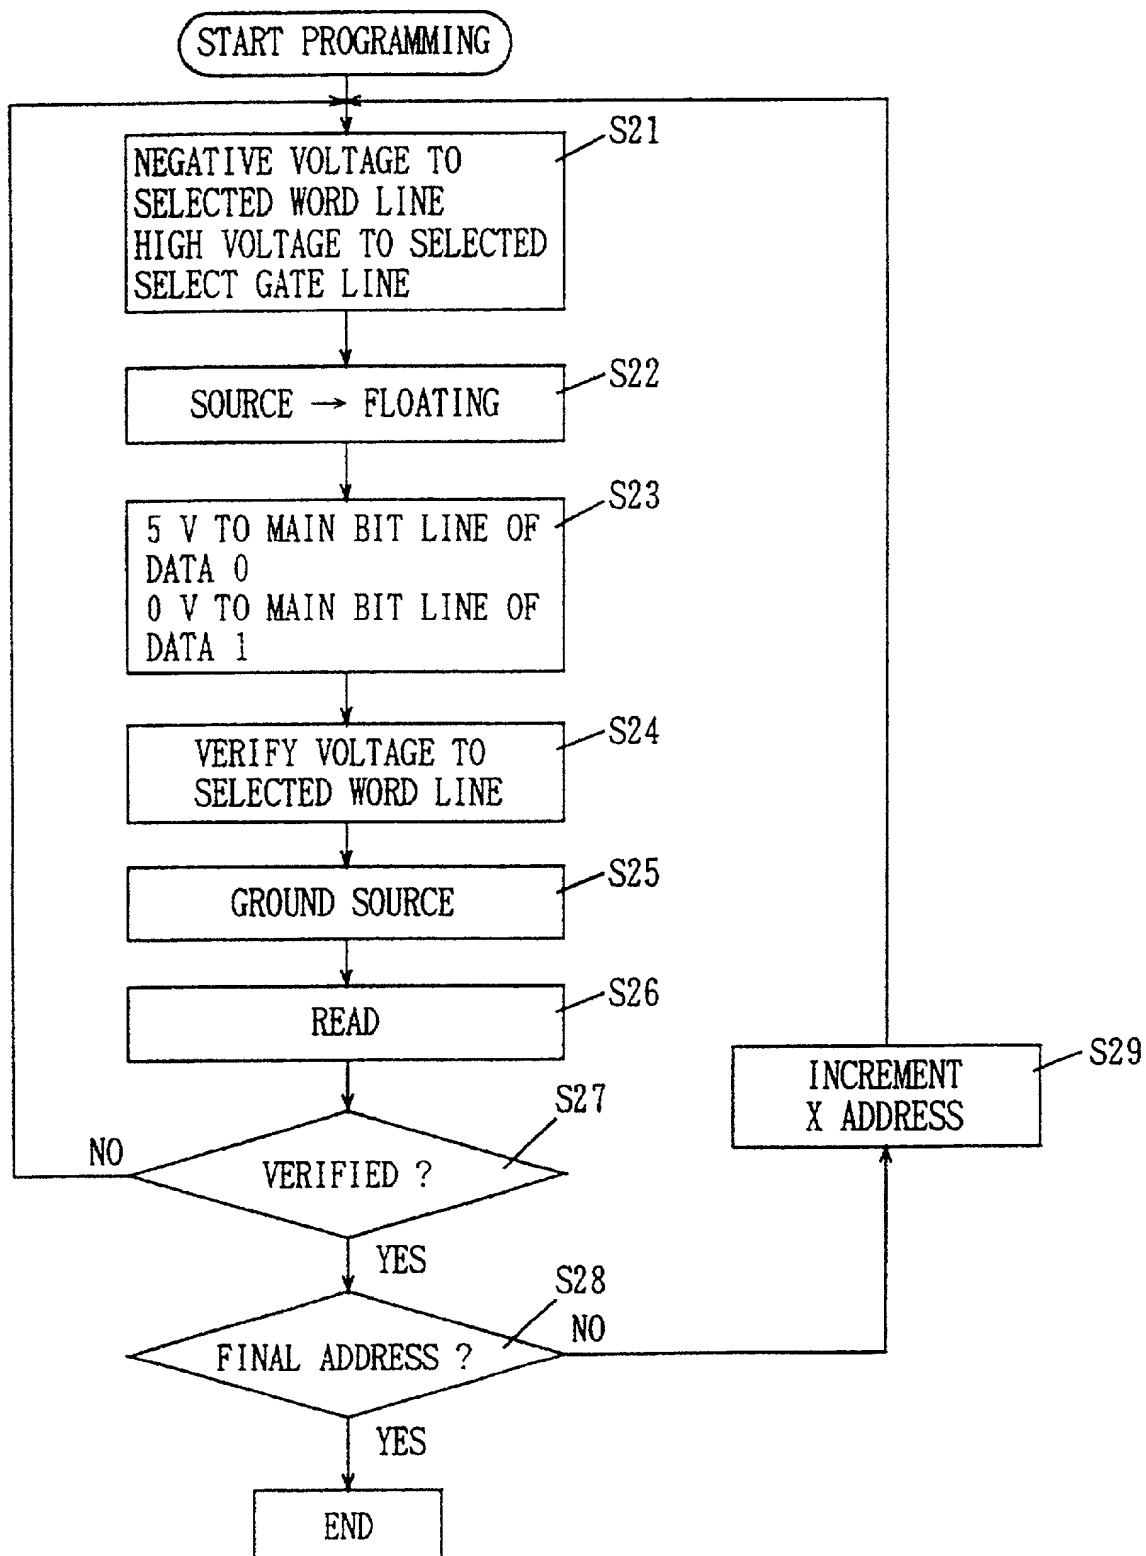 START PROGRAMMING
S21
NEGATIVE VOLTAGE TO
SELECTED WORD LINE
HIGH VOLTAGE TO SELECTED
SELECT GATE LINE
S22
SOURCE → FLOATING
S23
5 V TO MAIN BIT LINE OF
DATA 0
0 V TO MAIN BIT LINE OF
DATA 1
S24
VERIFY VOLTAGE TO
SELECTED WORD LINE
S25
GROUND SOURCE
S26
READ
S29
INCREMENT
X ADDRESS
S27
NO
VERIFIED ?
YES
S28
NO
FINAL ADDRESS ?
YES
END